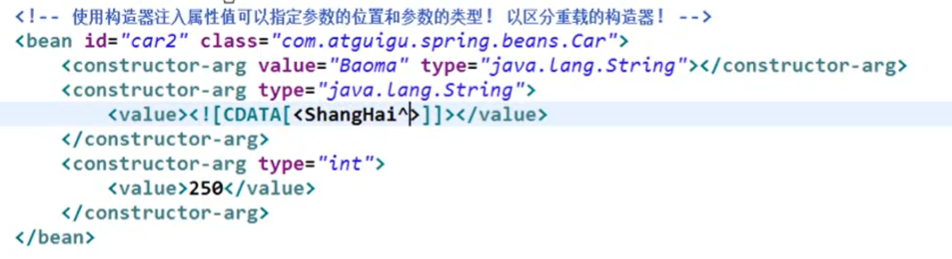 <!-- 使用构造器注入属性值可以指定参数的位置和参数的类型! 以区分重载的构造器! -->
<bean id="car2" class="com.atguigu.spring.beans.Car">
<constructor-arg value="Baoma" type="java.lang.String"></constructor-arg>
<constructor-arg type="java.lang.String">
<value><![CDATA[<ShangHai^>]]></value>
</constructor-arg>
<constructor-arg type="int">
<value>250</value>
</constructor-arg>
</bean>